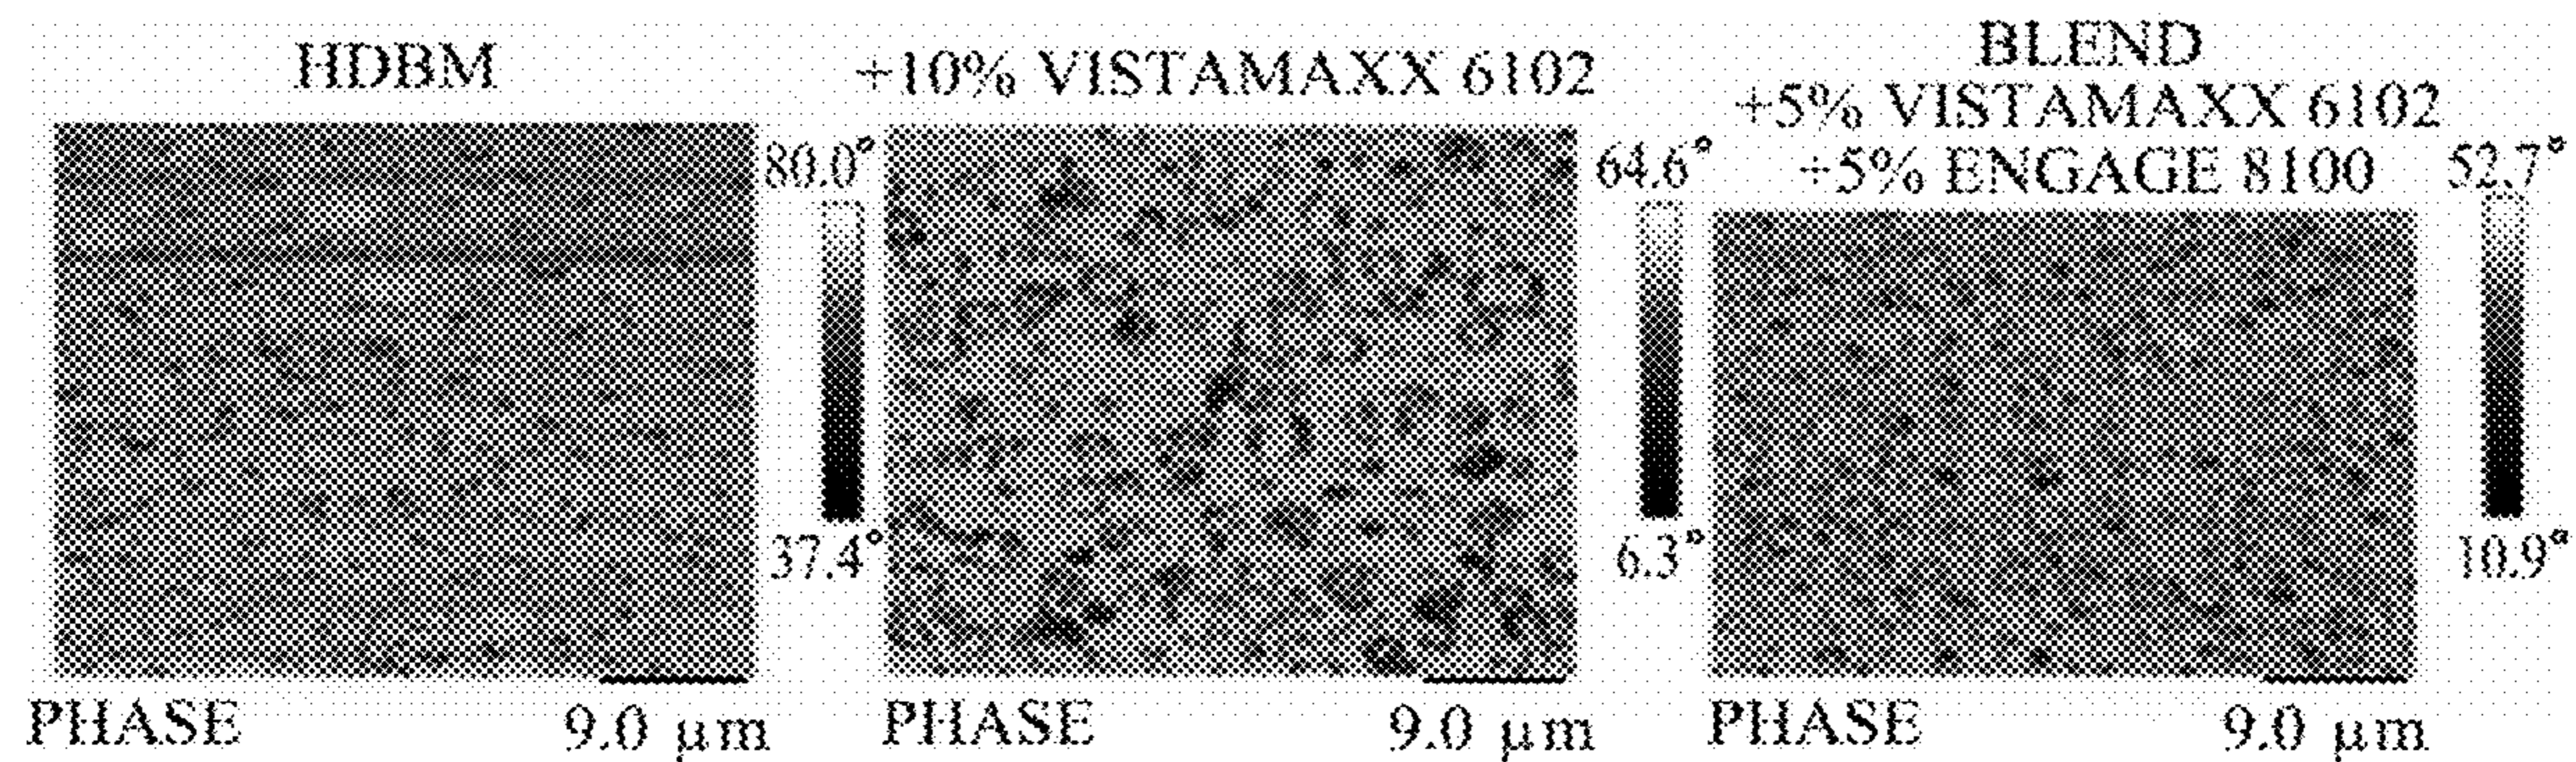 HDBM
80.0°
37.4°
PHASE
9.0 µm
+10% VISTAMAXX 6102
64.6°
6.3°
PHASE
9.0 µm
BLEND
+5% VISTAMAXX 6102
+5% ENGAGE 8100
52.7°
10.9°
PHASE
9.0 µm